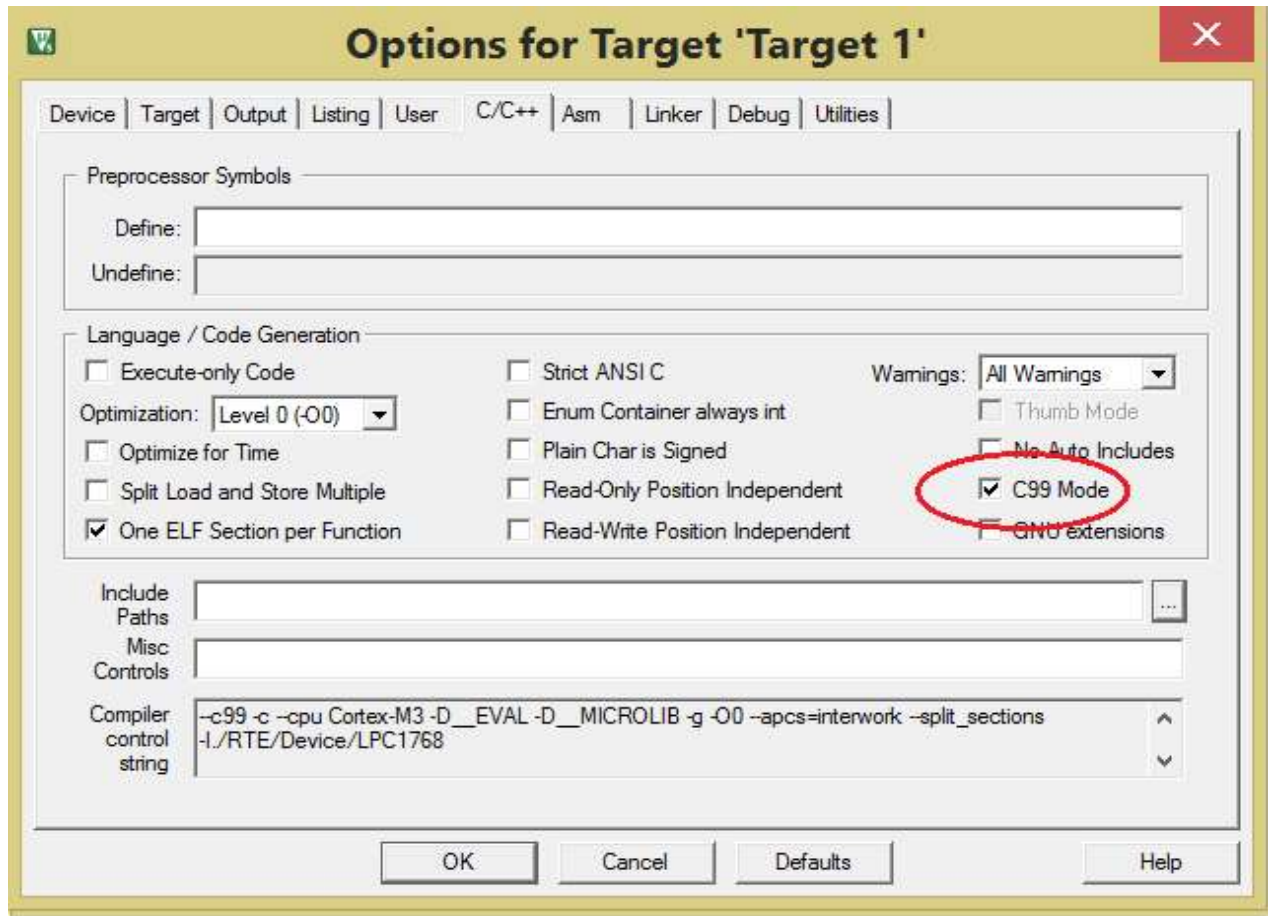 Options for Target 'Target 1'
Device Target Output Listing User C/C++ Asm Linker Debug Utilities
Preprocessor Symbols
Define:
Undefine:
Language / Code Generation
Execute-only Code
Strict ANSI C
Warnings: All Warnings
Optimization: Level 0 (-O0)
Enum Container always int
Thumb Mode
Optimize for Time
Plain Char is Signed
No Auto Includes
Split Load and Store Multiple
Read-Only Position Independent
C99 Mode
One ELF Section per Function
Read-Write Position Independent
GNU extensions
Include
Paths
...
Misc
Controls
Compiler
control
string
--c99 -c --cpu Cortex-M3 -D__EVAL -D__MICROLIB -g -O0 --apcs=interwork --split_sections
-I./RTE/Device/LPC1768
OK Cancel Defaults Help